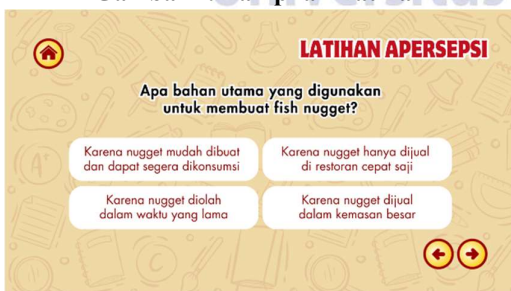 LATIHAN APERSEPSI
Apa bahan utama yang digunakan
untuk membuat fish nugget?
Karena nugget mudah dibuat
dan dapat segera dikonsumsi
Karena nugget hanya dijual
di restoran cepat saji
Karena nugget diolah
dalam waktu yang lama
Karena nugget dijual
dalam kemasan besar